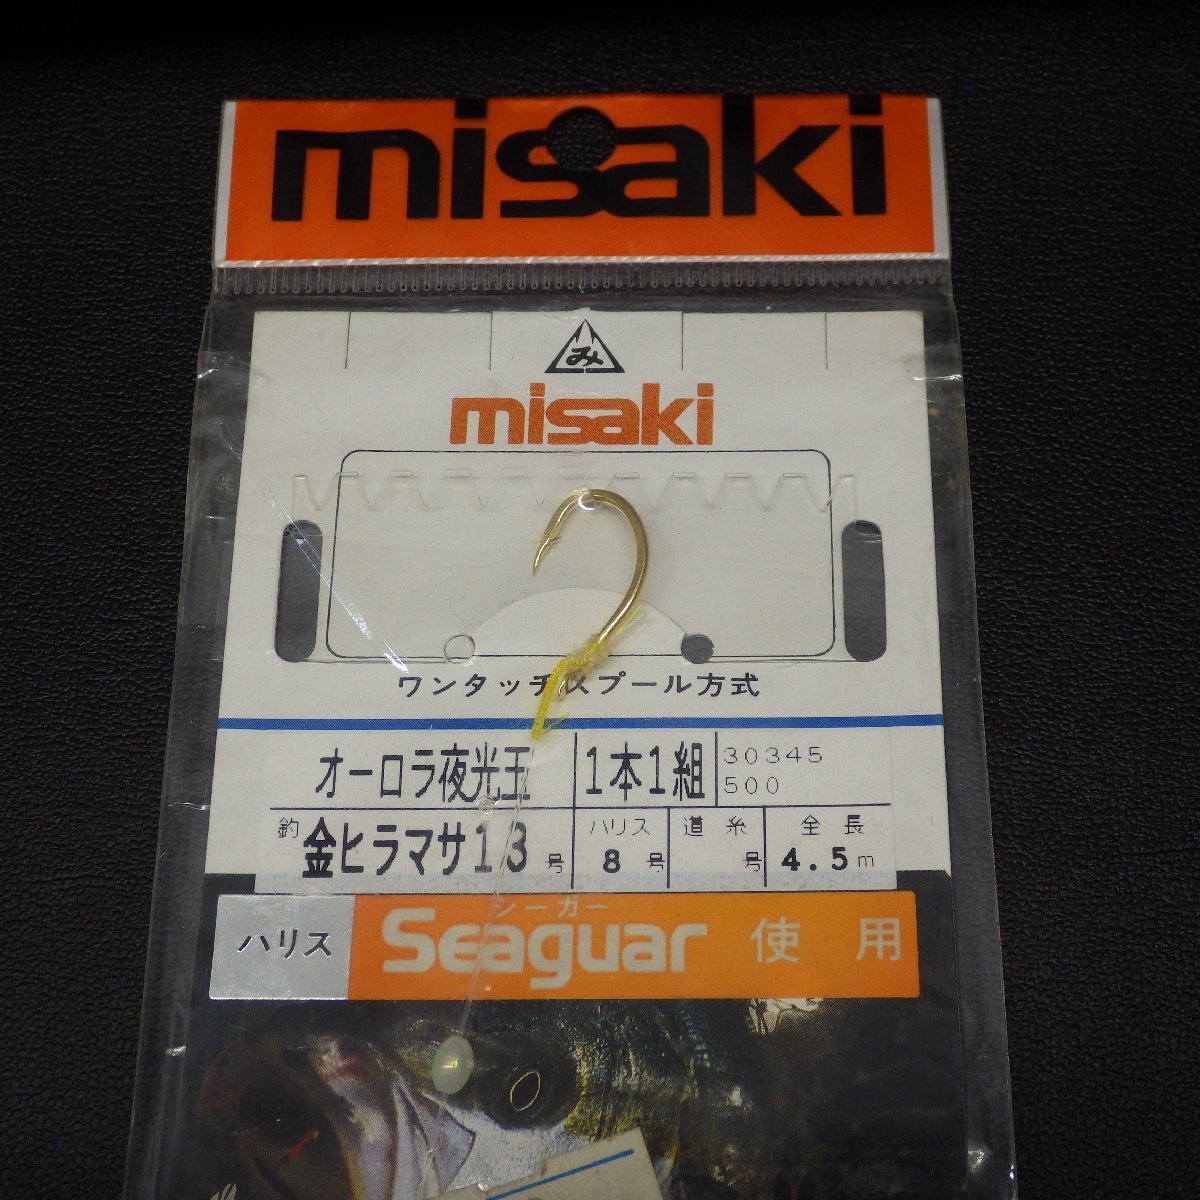 misaki
み
misaki
ワンタッチスプール方式
オーロラ夜光玉 1本1組 30345
500
釣 金ヒラマサ13号 ハリス 8号 道糸 号 全長 4.5m
シーガー
ハリス Seaguar 使用